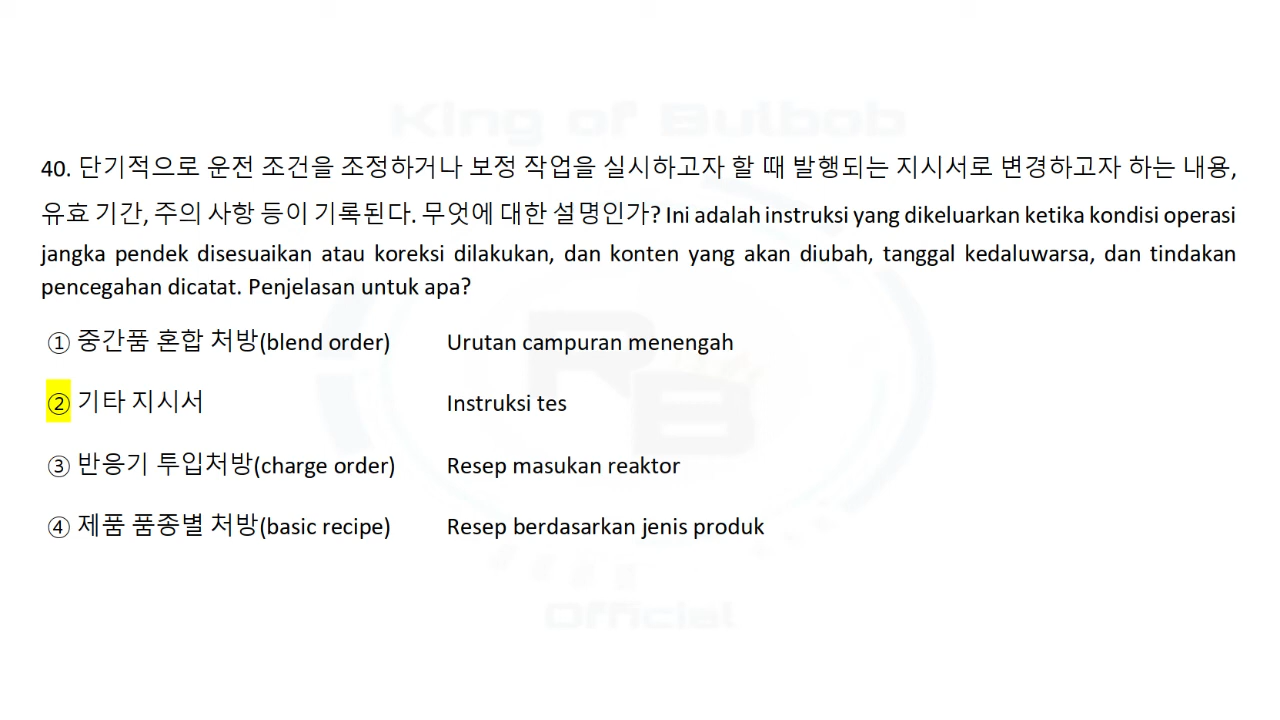 King of Bulbob
40. 단기적으로 운전 조건을 조정하거나 보정 작업을 실시하고자 할 때 발행되는 지시서로 변경하고자 하는 내용,
유효 기간, 주의 사항 등이 기록된다. 무엇에 대한 설명인가? Ini adalah instruksi yang dikeluarkan ketika kondisi operasi
jangka pendek disesuaikan atau koreksi dilakukan, dan konten yang akan diubah, tanggal kedaluwarsa, dan tindakan
pencegahan dicatat. Penjelasan untuk apa?
① 중간품 혼합 처방(blend order) Urutan campuran menengah
② 기타 지시서 Instruksi tes
③ 반응기 투입처방(charge order) Resep masukan reaktor
④ 제품 품종별 처방(basic recipe) Resep berdasarkan jenis produk
RB
Official